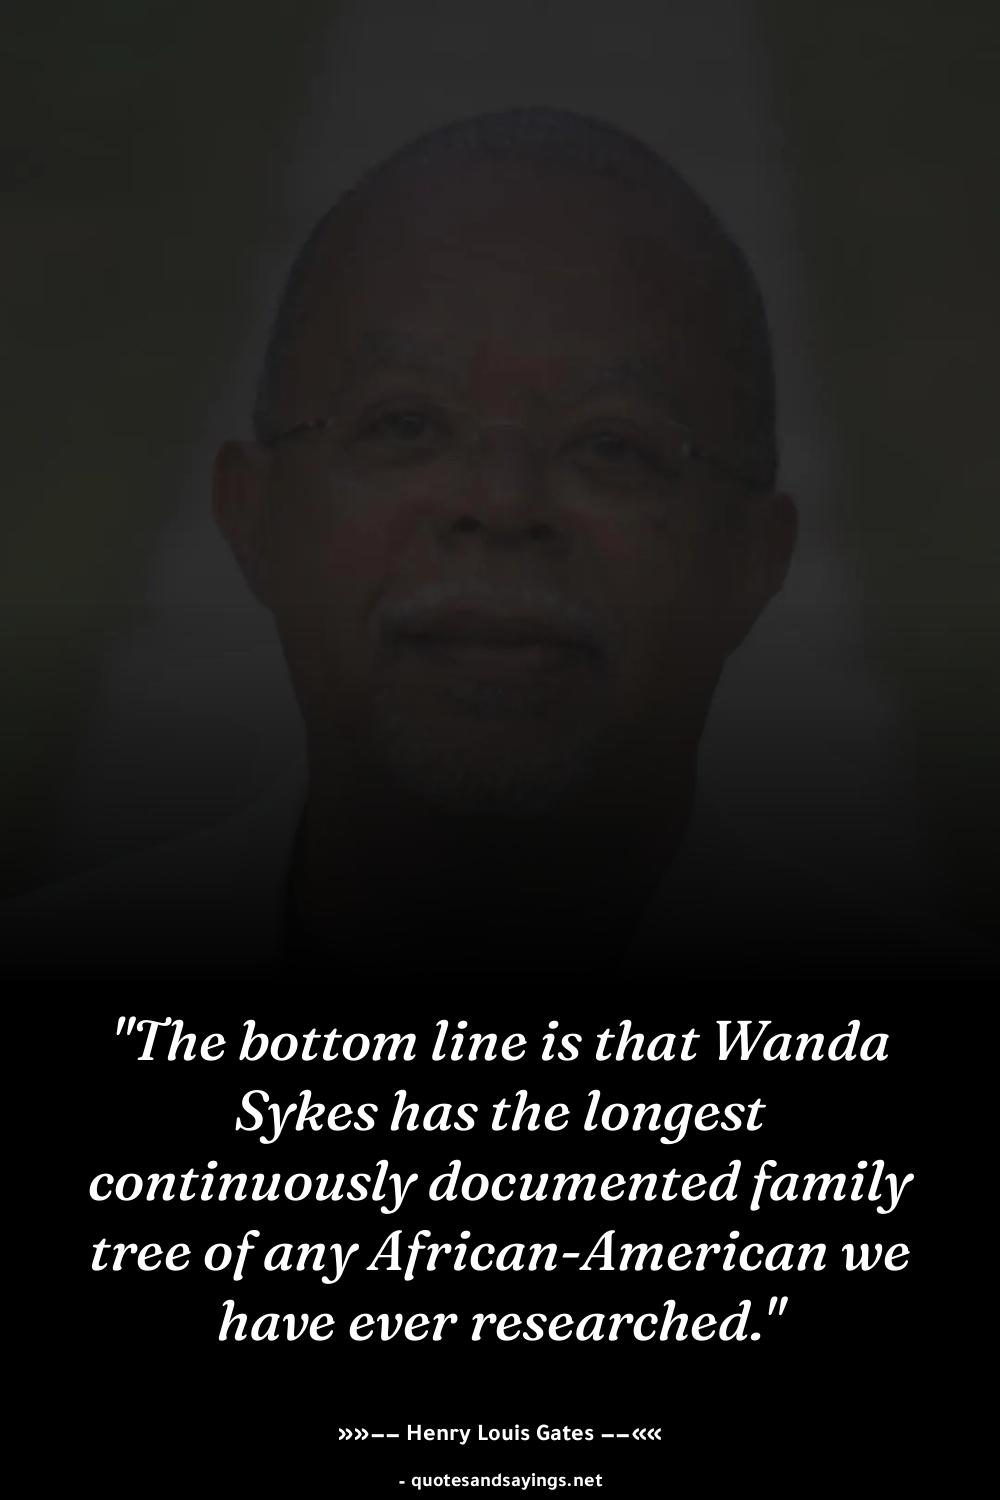 "The bottom line is that Wanda
Sykes has the longest
continuously documented family
tree of any African-American we
have ever researched."
»»−− Henry Louis Gates −−««
- quotesandsayings.net